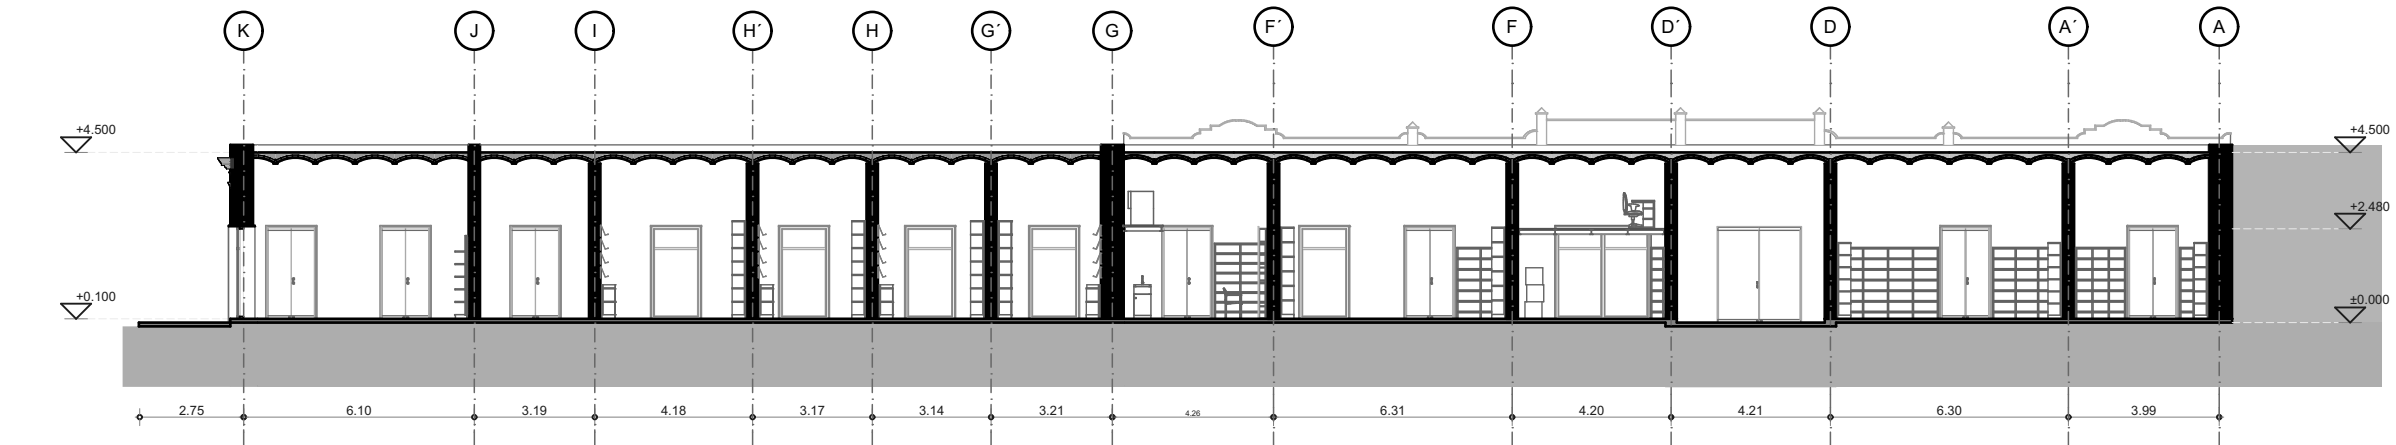 K J I H´ H G´ G F´ F D´ D A´ A
+4.500 +4.500
+2.480
+0.100 ±0.000
2.75 6.10 3.19 4.18 3.17 3.14 3.21 4.26 6.31 4.20 4.21 6.30 3.99